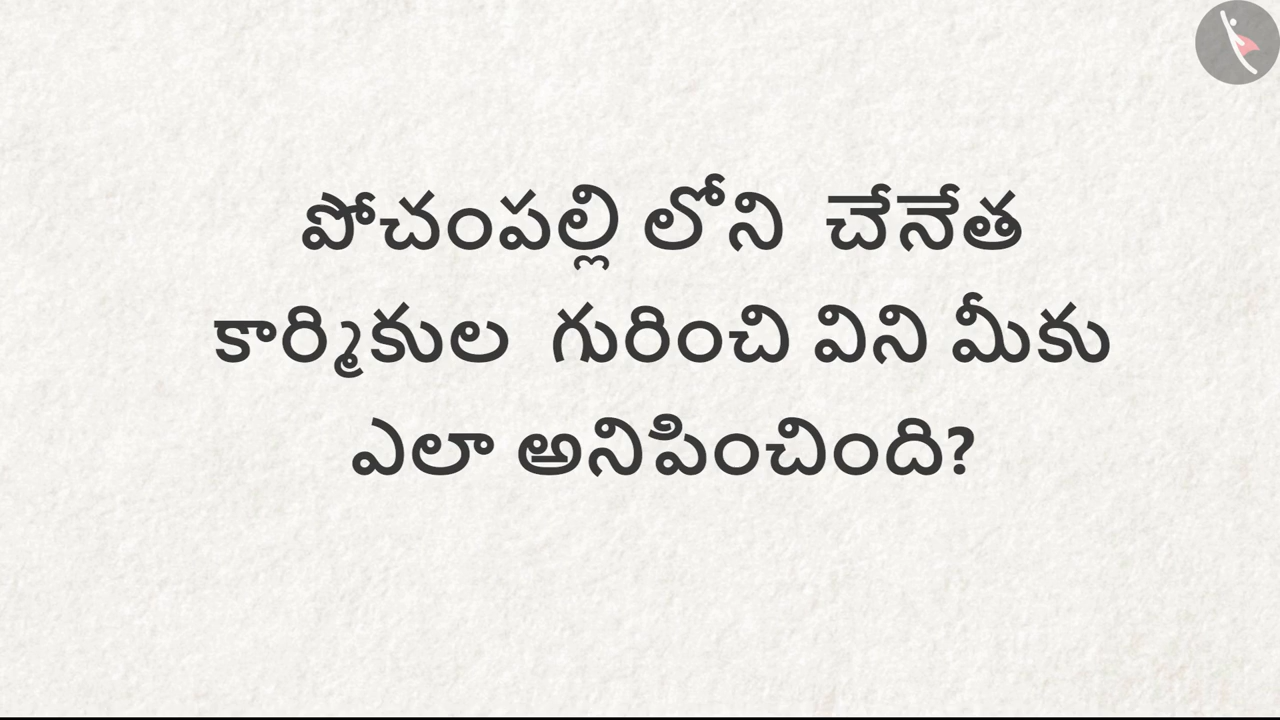 పోచంపల్లి లోని చేనేత
కార్మికుల గురించి విని మీకు
ఎలా అనిపించింది?